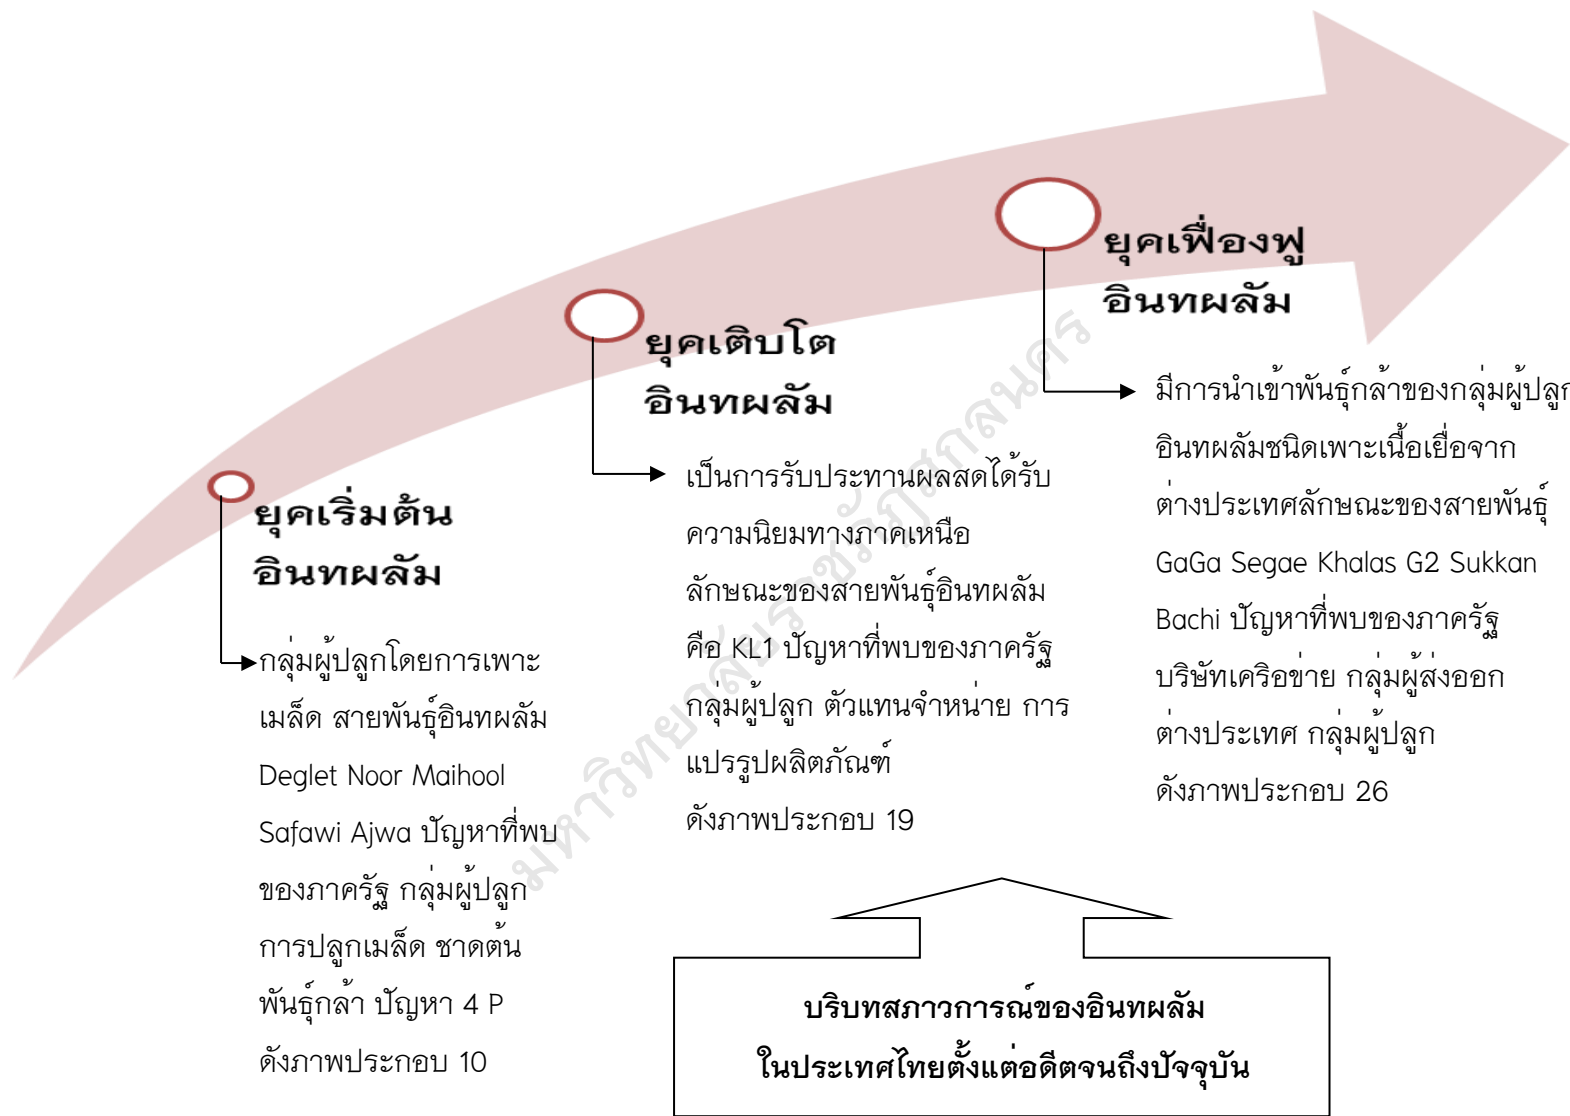 ยุคเริ่มต้น
อินทผลัม
กลุ่มผู้ปลูกโดยการเพาะ
เมล็ด สายพันธุ์อินทผลัม
Deglet Noor Maihool
Safawi Ajwa ปัญหาที่พบ
ของภาครัฐ กลุ่มผู้ปลูก
การปลูกเมล็ด ชาดต้น
พันธุ์กล้า ปัญหา 4 P
ดังภาพประกอบ 10
ยุคเติบโต
อินทผลัม
เป็นการรับประทานผลสดได้รับ
ความนิยมทางภาคเหนือ
ลักษณะของสายพันธุ์อินทผลัม
คือ KL1 ปัญหาที่พบของภาครัฐ
กลุ่มผู้ปลูก ตัวแทนจำหน่าย การ
แปรรูปผลิตภัณฑ์
ดังภาพประกอบ 19
ยุคเฟื่องฟู
อินทผลัม
มีการนำเข้าพันธุ์กล้าของกลุ่มผู้ปลูก
อินทผลัมชนิดเพาะเนื้อเยื่อจาก
ต่างประเทศลักษณะของสายพันธุ์
GaGa Segae Khalas G2 Sukkan
Bachi ปัญหาที่พบของภาครัฐ
บริษัทเครือข่าย กลุ่มผู้ส่งออก
ต่างประเทศ กลุ่มผู้ปลูก
ดังภาพประกอบ 26
บริบทสภาวการณ์ของอินทผลัม
ในประเทศไทยตั้งแต่อดีตจนถึงปัจจุบัน
มหาวิทยาลัยราชภัฏสกลนคร